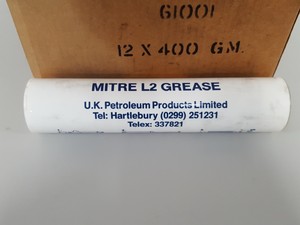 61001
12 X 400 GM.
MITRE L2 GREASE
U.K. Petroleum Products Limited
Tel: Hartlebury (0299) 251231
Telex: 337821